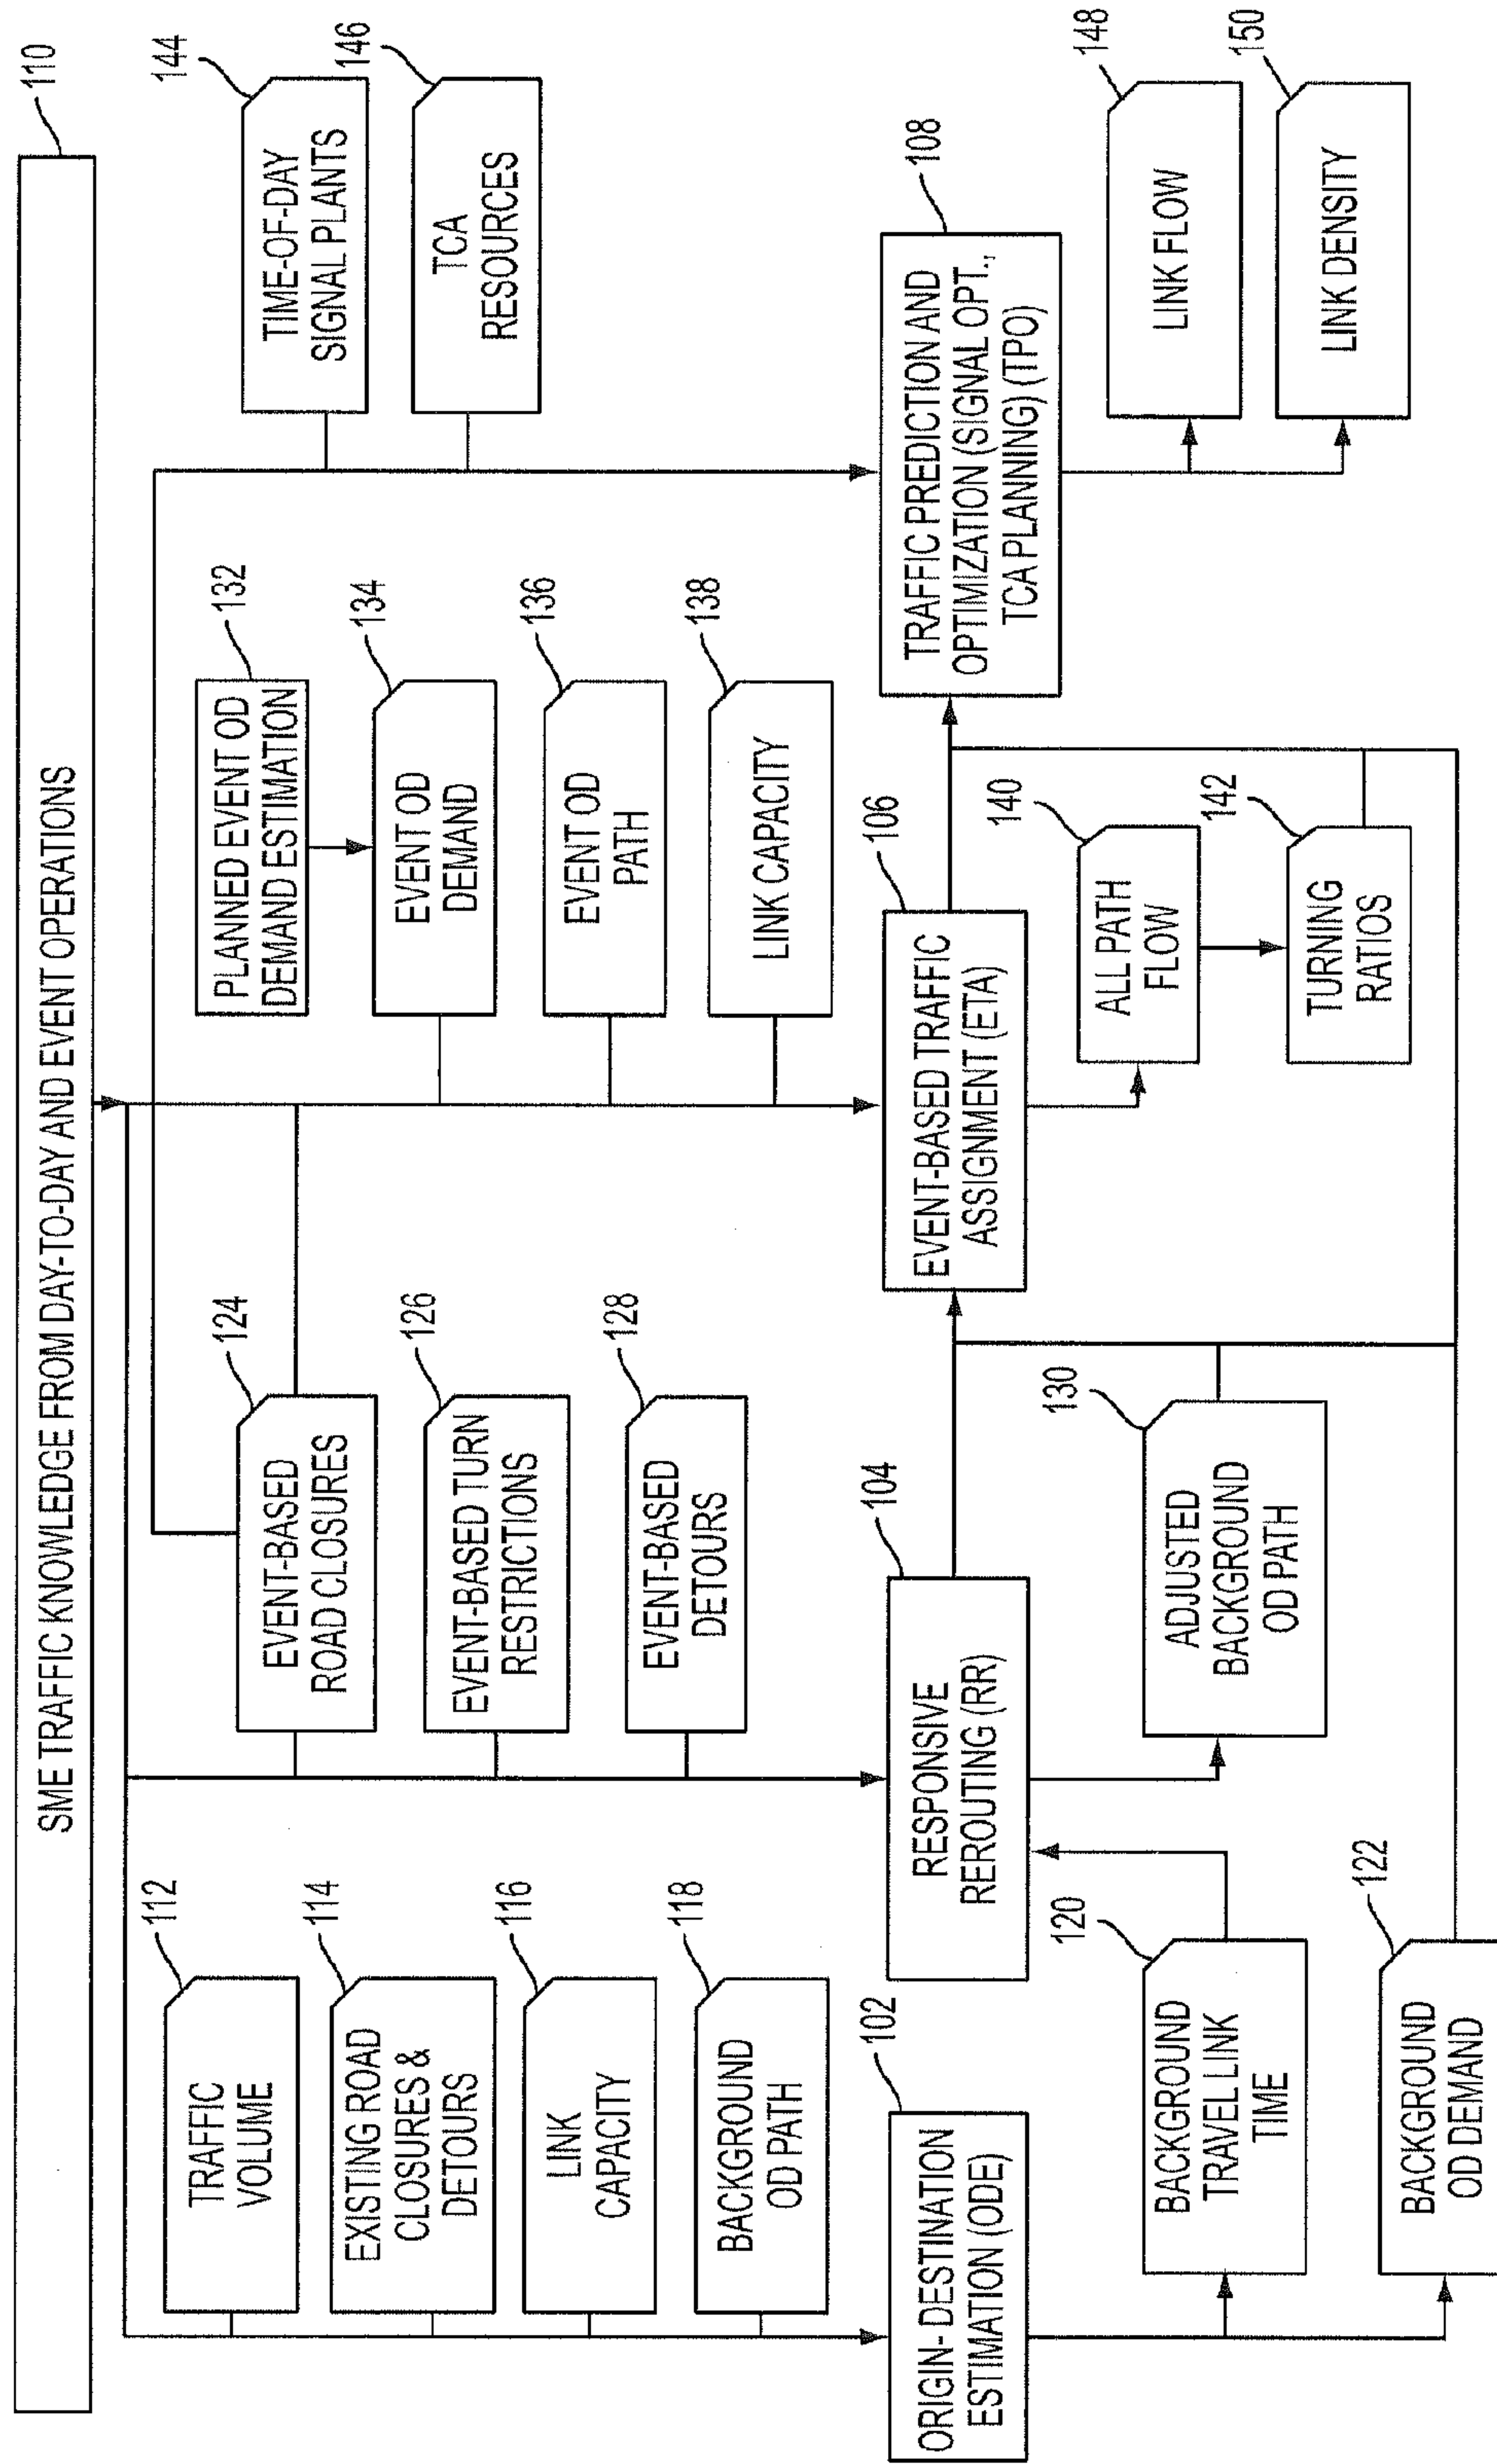 SME TRAFFIC KNOWLEDGE FROM DAY-TO-DAY AND EVENT OPERATIONS
110
TRAFFIC
VOLUME
112
EXISTING ROAD
CLOSURES &
DETOURS
114
LINK
CAPACITY
116
BACKGROUND
OD PATH
118
ORIGIN- DESTINATION
ESTIMATION (ODE)
102
BACKGROUND
TRAVEL LINK
TIME
120
BACKGROUND
OD DEMAND
122
EVENT-BASED
ROAD CLOSURES
124
EVENT-BASED TURN
RESTRICTIONS
126
EVENT-BASED
DETOURS
128
RESPONSIVE
REROUTING (RR)
104
ADJUSTED
BACKGROUND
OD PATH
130
PLANNED EVENT OD
DEMAND ESTIMATION
132
EVENT OD
DEMAND
134
EVENT OD
PATH
136
LINK CAPACITY
138
EVENT-BASED TRAFFIC
ASSIGNMENT (ETA)
106
ALL PATH
FLOW
140
TURNING
RATIOS
142
TIME-OF-DAY
SIGNAL PLANTS
144
TCA
RESOURCES
146
TRAFFIC PREDICTION AND
OPTIMIZATION (SIGNAL OPT.,
TCA PLANNING) (TPO)
108
LINK FLOW
148
LINK DENSITY
150